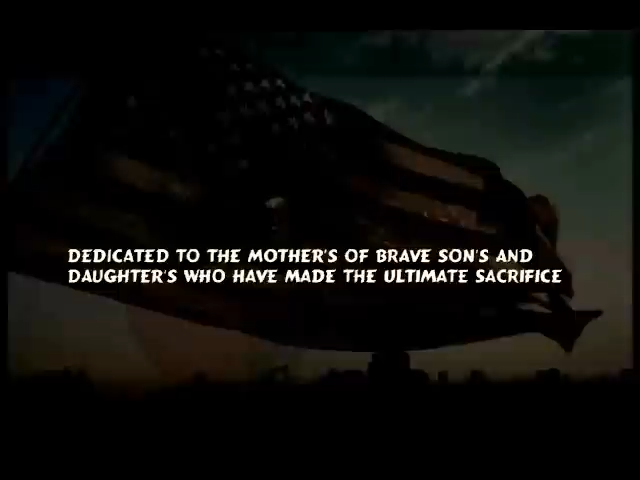 DEDICATED TO THE MOTHER'S OF BRAVE SON'S AND
DAUGHTER'S WHO HAVE MADE THE ULTIMATE SACRIFICE